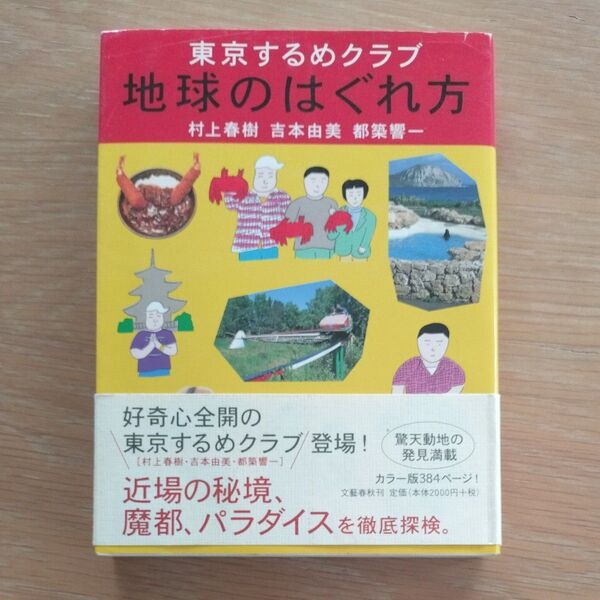 東京するめクラブ
地球のはぐれ方
村上春樹 吉本由美 都築響一
好奇心全開の
東京するめクラブ 登場!
[村上春樹・吉本由美・都築響一]
驚天動地の
発見満載
カラー版384ページ!
文藝春秋刊 定価(本体2000円+税)
近場の秘境、
魔都、パラダイスを徹底探検。